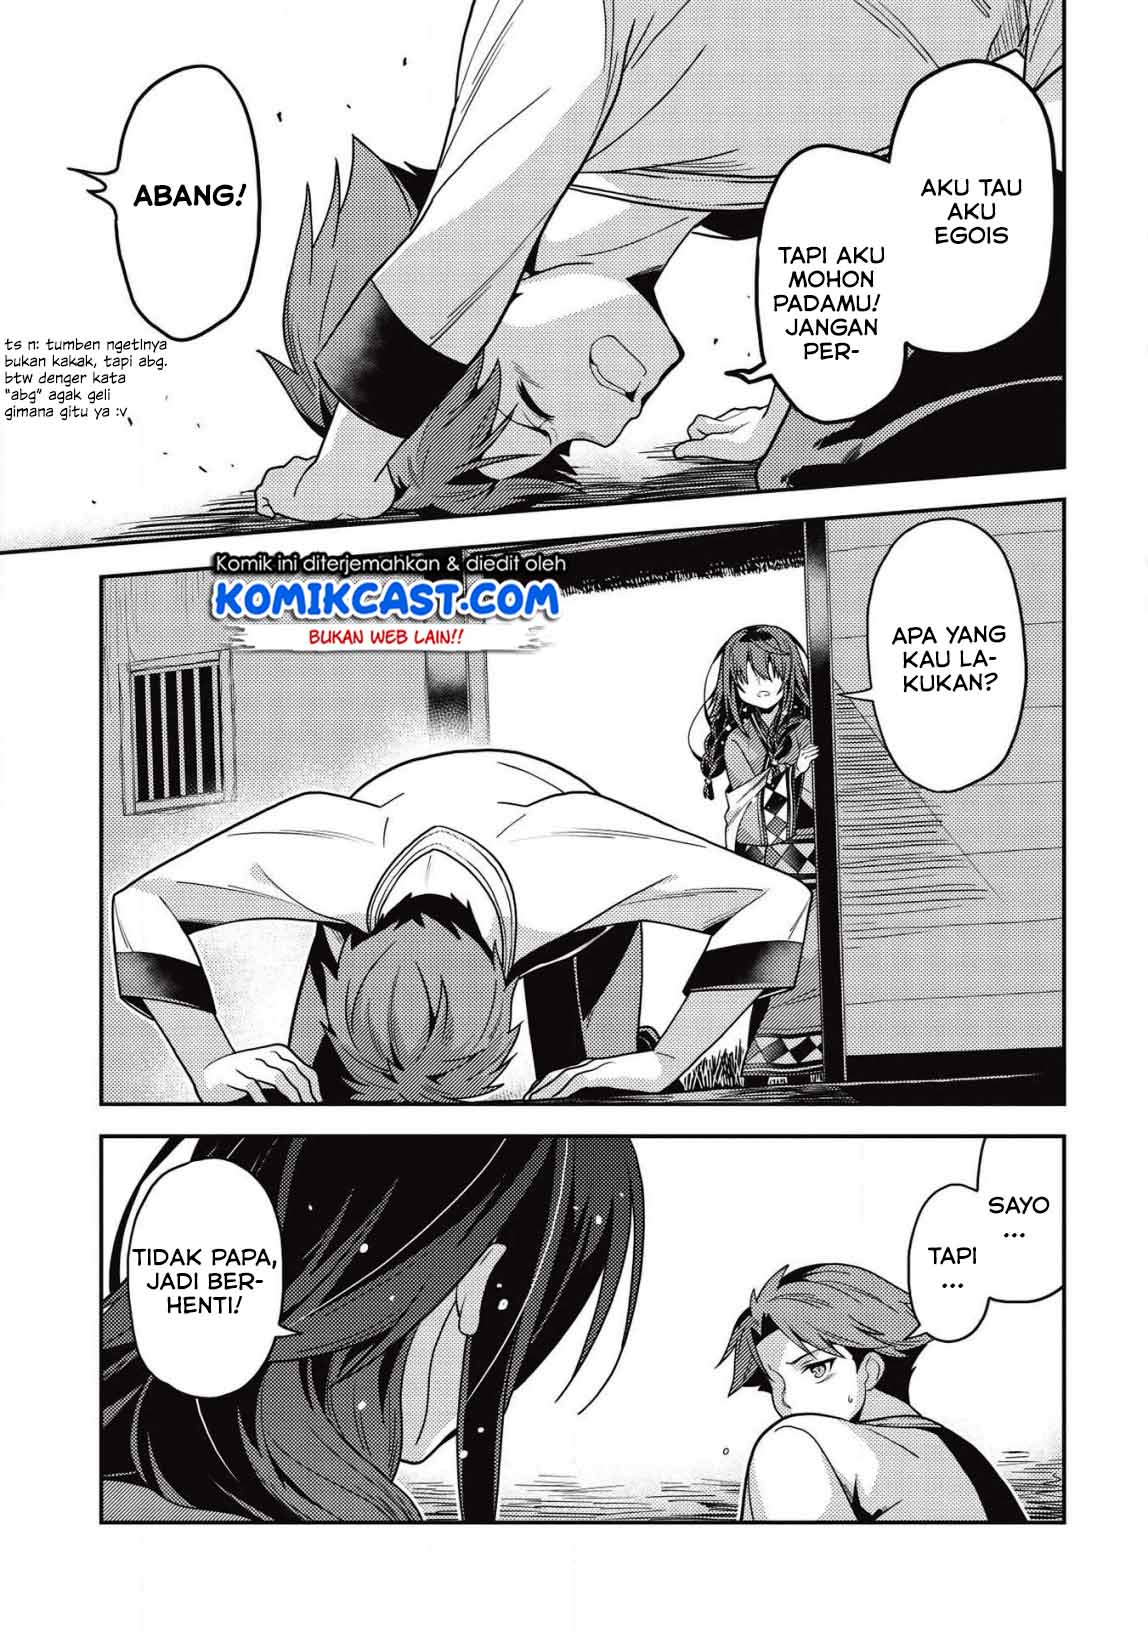 AKU TAU
AKU
EGOIS
TAPI AKU
MOHON
PADAMU!
JANGAN
PER-
ABANG!
ts n: tumben ngetlnya
bukan kakak, tapi abg.
btw denger kata
"abg" agak geli
gimana gitu ya :v
Komik ini diterjemahkan & diedit oleh
KOMIKCAST.COM
BUKAN WEB LAIN!!
APA YANG
KAU LA-
KUKAN?
SAYO
...
TAPI
...
TIDAK PAPA,
JADI BER-
HENTI!